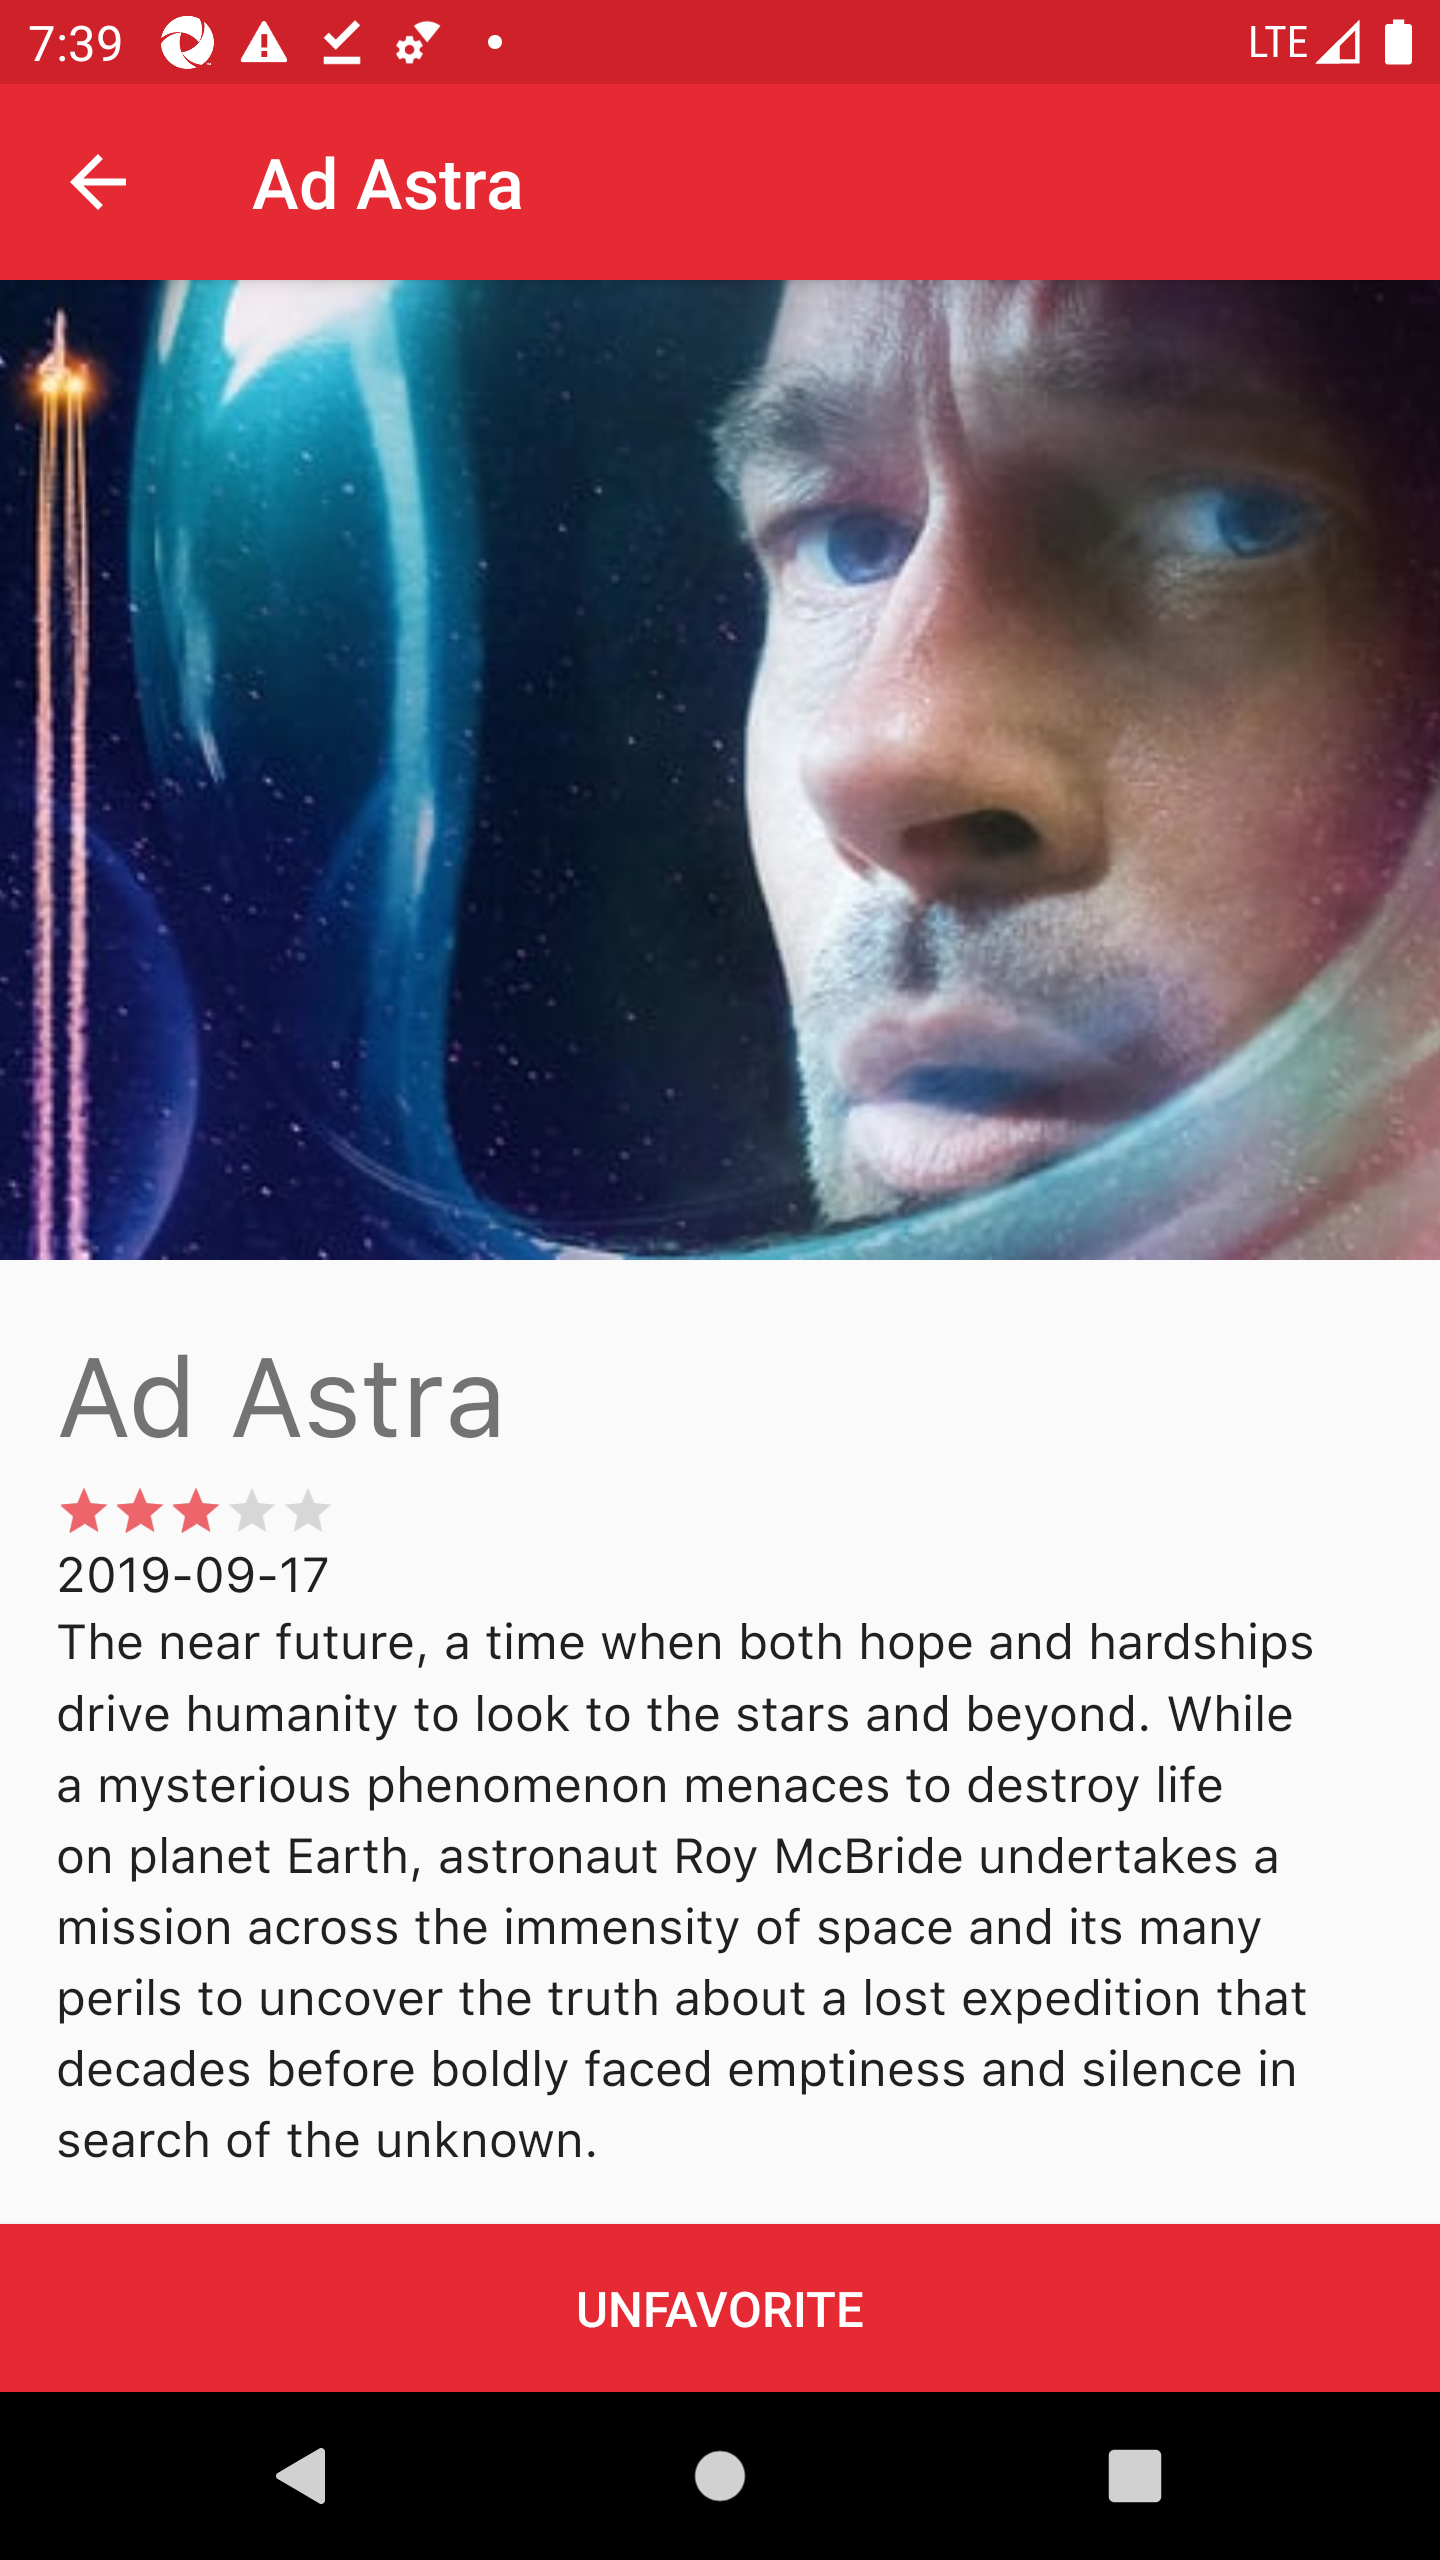 7:39
LTE
Ad Astra
Ad Astra
2019-09-17
The near future, a time when both hope and hardships
drive humanity to look to the stars and beyond. While
a mysterious phenomenon menaces to destroy life
on planet Earth, astronaut Roy McBride undertakes a
mission across the immensity of space and its many
perils to uncover the truth about a lost expedition that
decades before boldly faced emptiness and silence in
search of the unknown.
UNFAVORITE